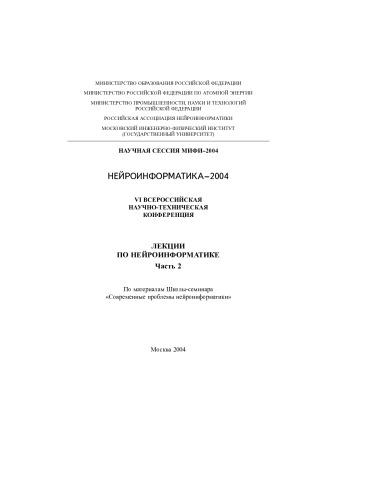 МИНИСТЕРСТВО ОБРАЗОВАНИЯ РОССИЙСКОЙ ФЕДЕРАЦИИ
МИНИСТЕРСТВО РОССИЙСКОЙ ФЕДЕРАЦИИ ПО АТОМНОЙ ЭНЕРГИИ
МИНИСТЕРСТВО ПРОМЫШЛЕННОСТИ, НАУКИ И ТЕХНОЛОГИЙ
РОССИЙСКОЙ ФЕДЕРАЦИИ
РОССИЙСКАЯ АССОЦИАЦИЯ НЕЙРОИНФОРМАТИКИ
МОСКОВСКИЙ ИНЖЕНЕРНО-ФИЗИЧЕСКИЙ ИНСТИТУТ
(ГОСУДАРСТВЕННЫЙ УНИВЕРСИТЕТ)
НАУЧНАЯ СЕССИЯ МИФИ–2004
НЕЙРОИНФОРМАТИКА–2004
VI ВСЕРОССИЙСКАЯ
НАУЧНО-ТЕХНИЧЕСКАЯ
КОНФЕРЕНЦИЯ
ЛЕКЦИИ
ПО НЕЙРОИНФОРМАТИКЕ
Часть 2
По материалам Школы-семинара
«Современные проблемы нейроинформатики»
Москва 2004